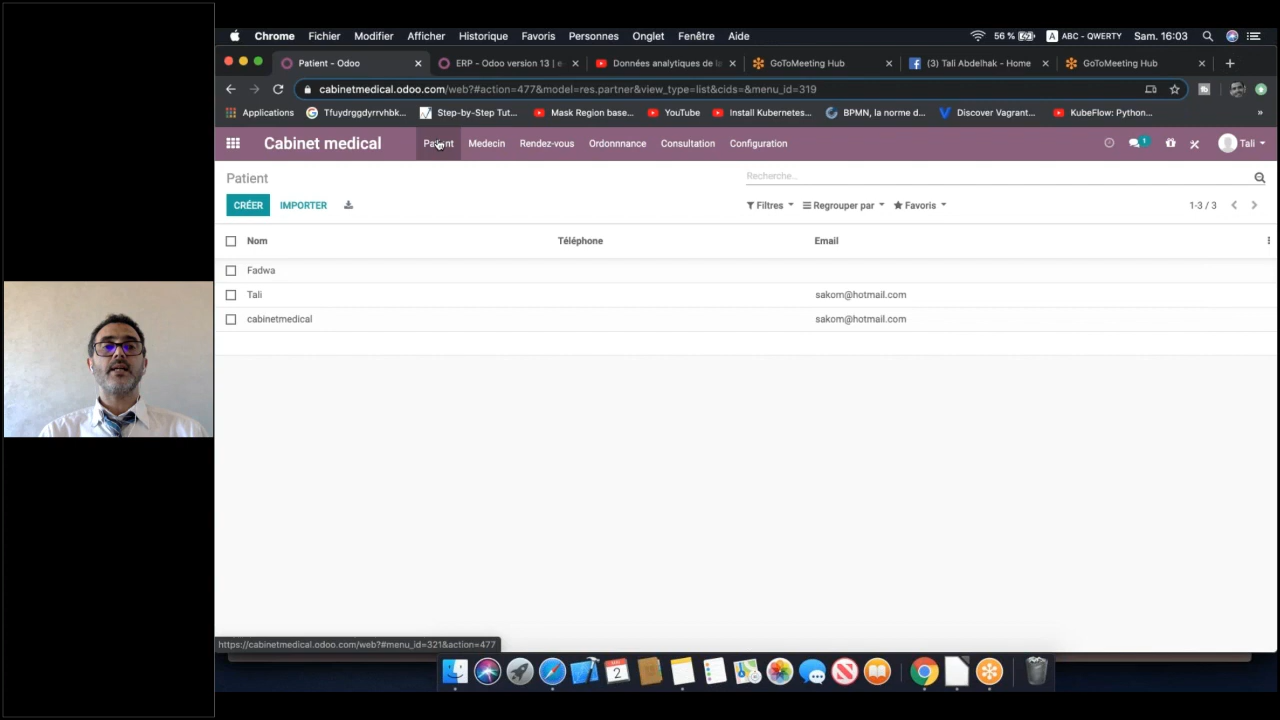 Chrome Fichier Modifier Afficher Historique Favoris Personnes Onglet Fenêtre Aide 56 % A ABC - QWERTY Sam. 16:03
Patient - Odoo ERP - Odoo version 13 | e Données analytiques de la GoToMeeting Hub (3) Tali Abdelhak - Home GoToMeeting Hub
cabinetmedical.odoo.com/web?#action=477&model=res.partner&view_type=list&cids=&menu_id=319
Applications Tfuydrggdyrrvhbk... Step-by-Step Tut... Mask Region base... YouTube Install Kubernetes... BPMN, la norme d... Discover Vagrant... KubeFlow: Python... »
Cabinet medical Patient Medecin Rendez-vous Ordonnnance Consultation Configuration 1 Tali
Patient Recherche...
CRÉER IMPORTER Filtres Regrouper par Favoris 1-3 / 3
Nom Téléphone Email
Fadwa
Tali sakom@hotmail.com
cabinetmedical sakom@hotmail.com
https://cabinetmedical.odoo.com/web?#menu_id=321&action=477
2